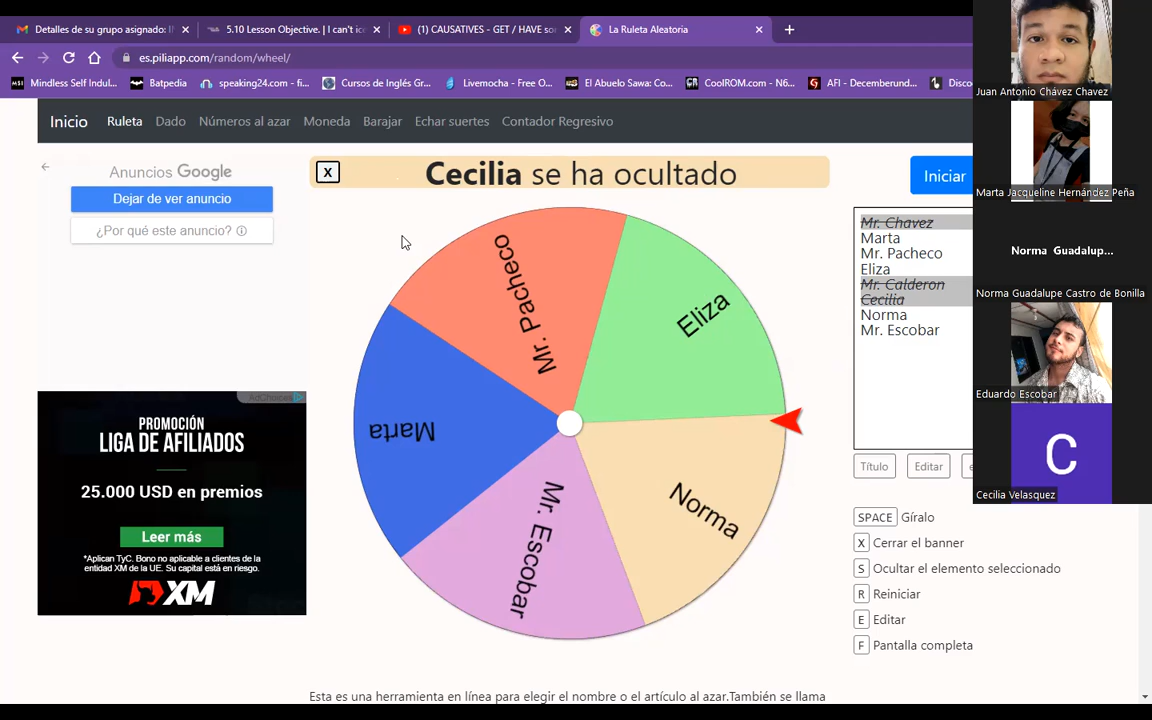 Detalles de su grupo asignado: I
5.10 Lesson Objective. | I can't ic
(1) CAUSATIVES - GET / HAVE so
La Ruleta Aleatoria
es.piliapp.com/random/wheel/
Mindless Self Indul...
Batpedia
speaking24.com - fi...
Cursos de Inglés Gr...
Livemocha - Free O...
El Abuelo Sawa: Co...
CoolROM.com - N6...
AFI - Decemberund...
Disco
Inicio
Ruleta
Dado
Números al azar
Moneda
Barajar
Echar suertes
Contador Regresivo
Anuncios Google
Dejar de ver anuncio
¿Por qué este anuncio?
X
Cecilia se ha ocultado
Iniciar
Mr. Pacheco
Eliza
Marta
Norma
Mr. Escobar
Mr. Chavez
Marta
Mr. Pacheco
Eliza
Mr. Calderon
Cecilia
Norma
Mr. Escobar
Título
Editar
e
SPACE Gíralo
X Cerrar el banner
S Ocultar el elemento seleccionado
R Reiniciar
E Editar
F Pantalla completa
AdChoices
PROMOCIÓN
LIGA DE AFILIADOS
25.000 USD en premios
Leer más
*Aplican TyC. Bono no aplicable a clientes de la
entidad XM de la UE. Su capital está en riesgo.
XM
Esta es una herramienta en línea para elegir el nombre o el artículo al azar.También se llama
Juan Antonio Chávez Chavez
Marta Jacqueline Hernández Peña
Norma Guadalup...
Norma Guadalupe Castro de Bonilla
Eduardo Escobar
C
Cecilia Velasquez